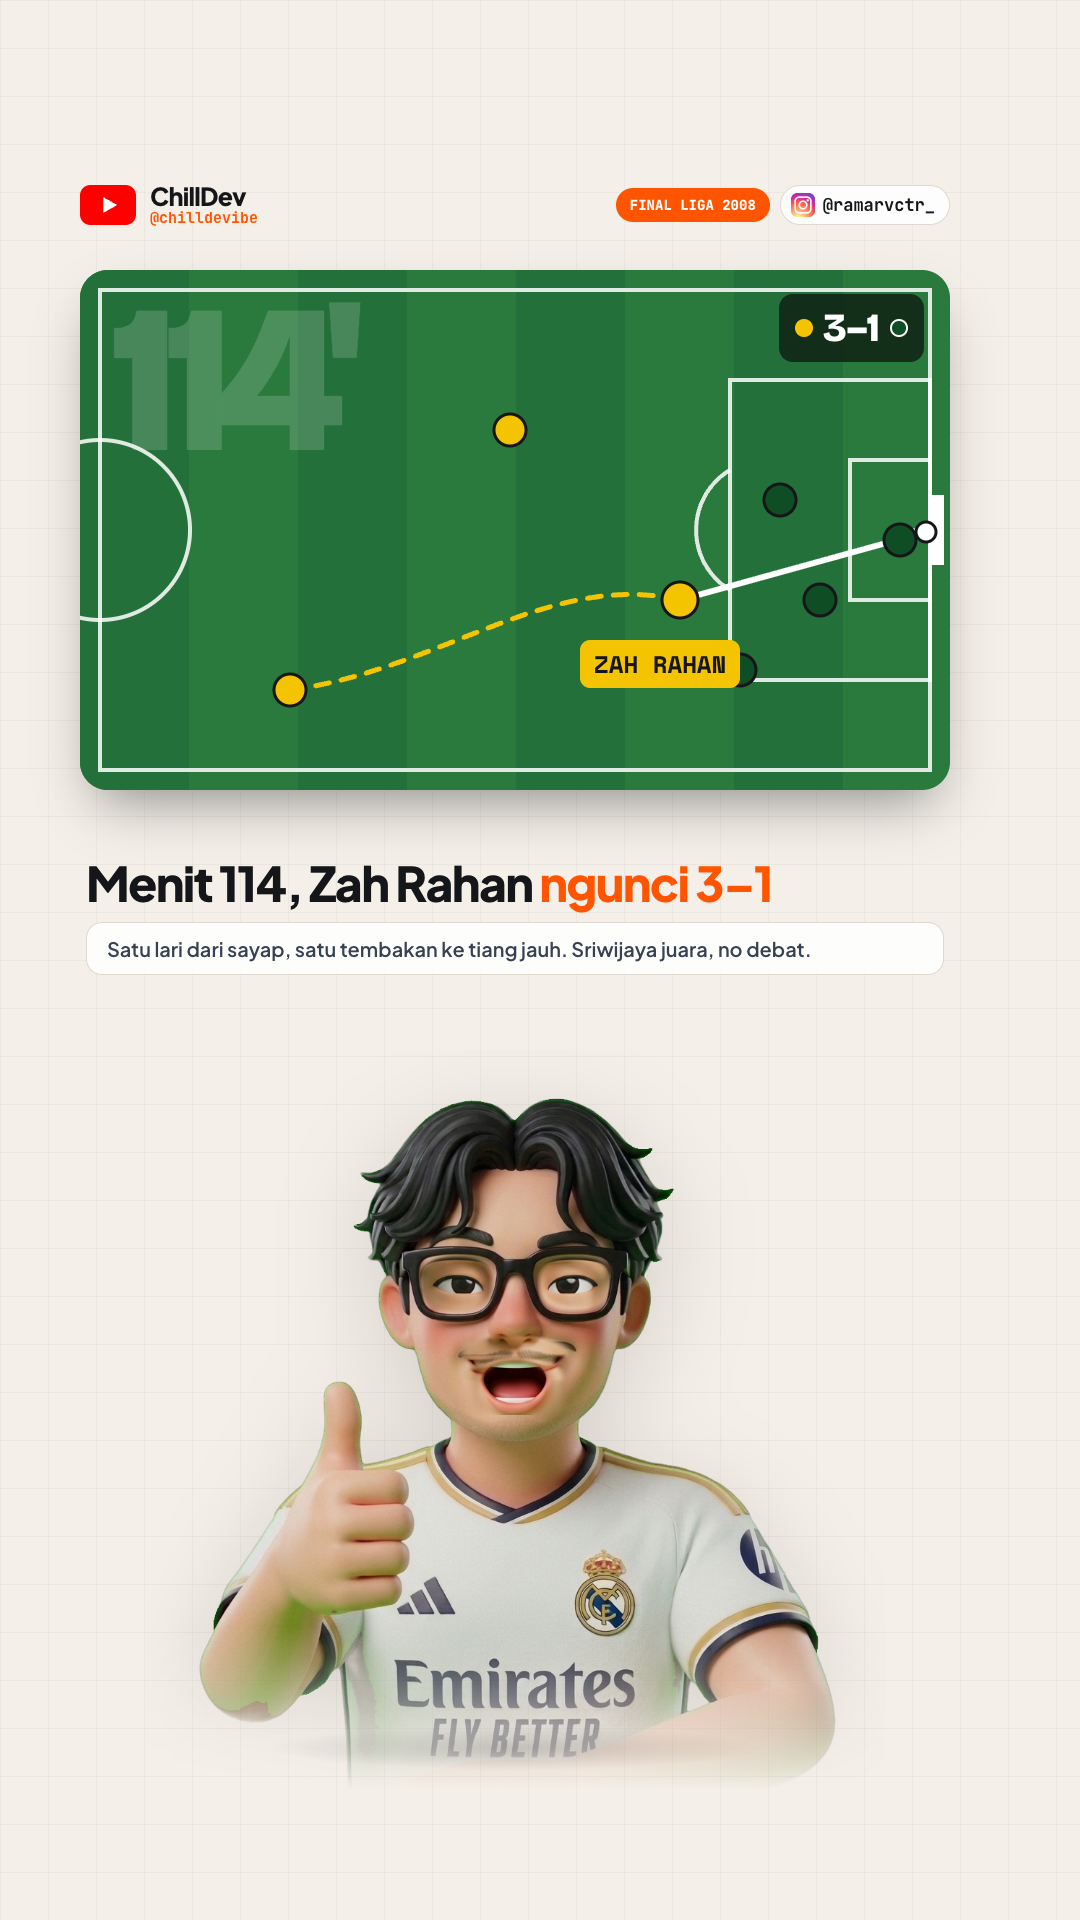 ChillDev
@chilldevibe
FINAL LIGA 2008
@ramarvctr_
114'
3–1
ZAH RAHAN
Menit 114, Zah Rahan ngunci 3–1
Satu lari dari sayap, satu tembakan ke tiang jauh. Sriwijaya juara, no debat.
Emirates
FLY BETTER